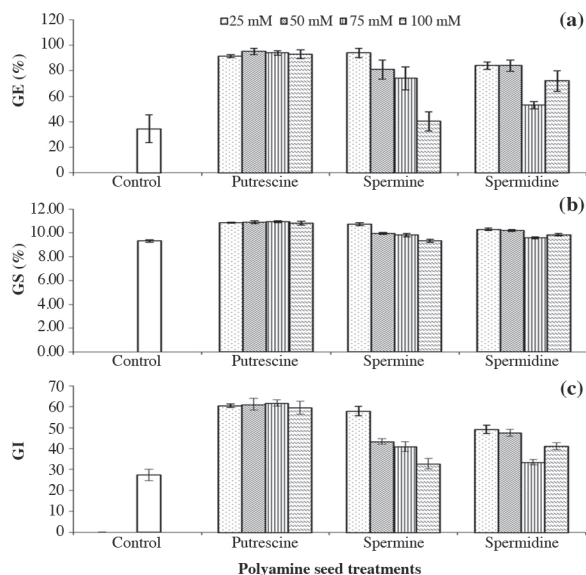 25 mM 50 mM 75 mM 100 mM
(a)
GE (%)
120
100
80
60
40
20
0
Control Putrescine Spermine Spermidine
(b)
GS (%)
12.00
10.00
8.00
6.00
4.00
2.00
0.00
Control Putrescine Spermine Spermidine
(c)
GI
70
60
50
40
30
20
10
0
Control Putrescine Spermine Spermidine
Polyamine seed treatments